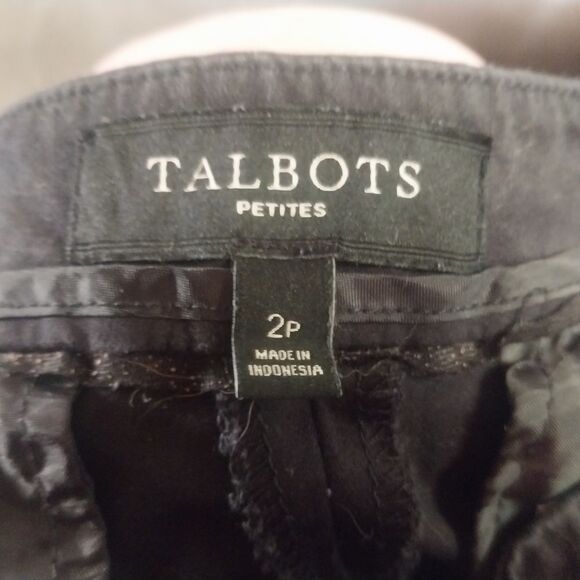 TALBOTS
PETITES
2P
MADE IN
INDONESIA